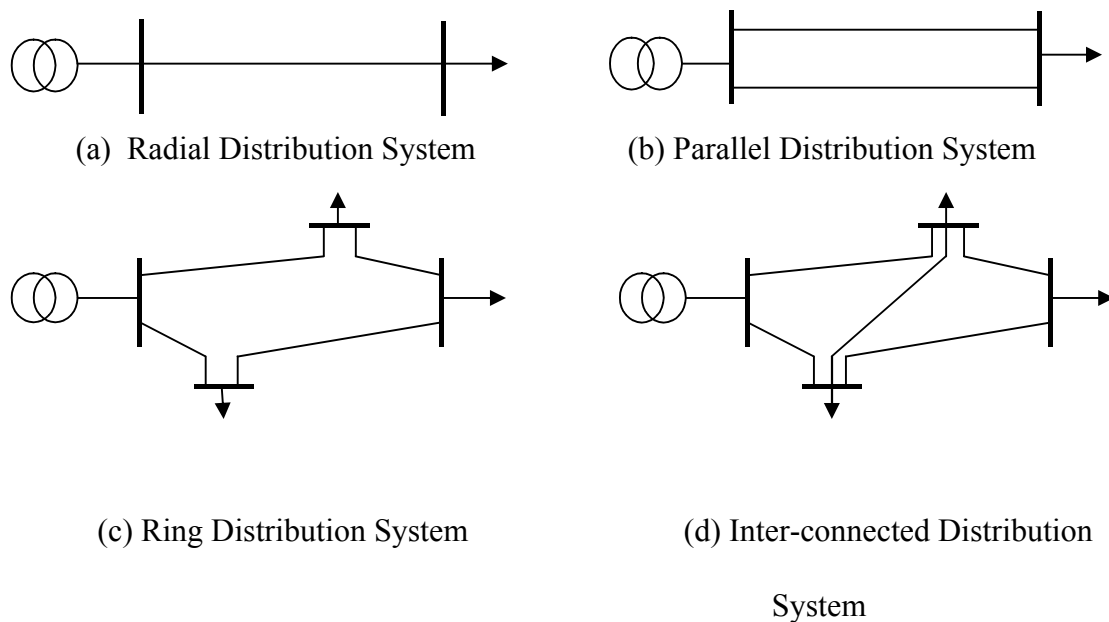 (a) Radial Distribution System
(b) Parallel Distribution System
(c) Ring Distribution System
(d) Inter-connected Distribution
System